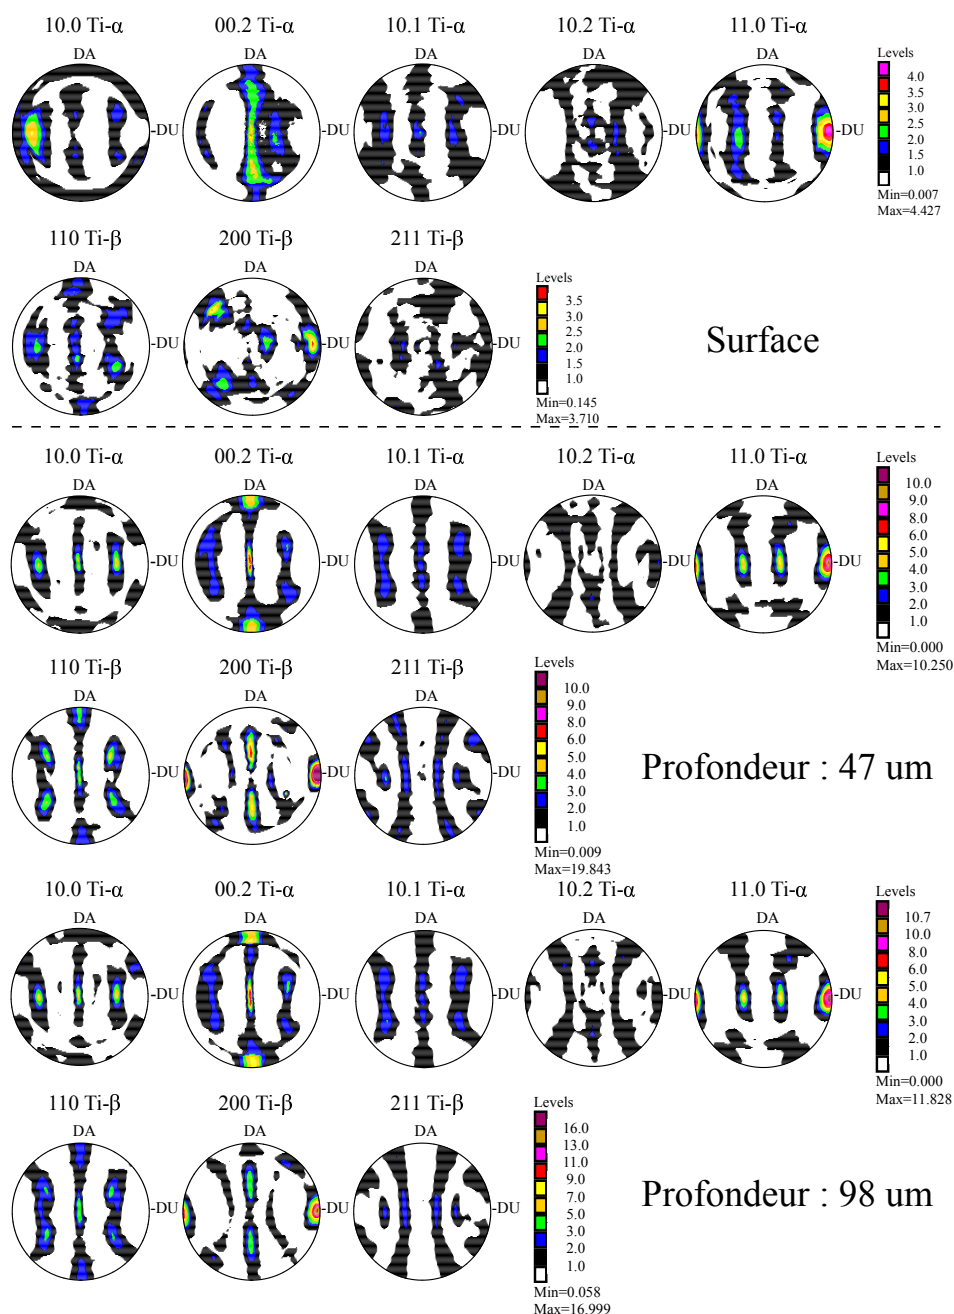 10.0 Ti-α 00.2 Ti-α 10.1 Ti-α 10.2 Ti-α 11.0 Ti-α
DA DA DA DA DA
-DU -DU -DU -DU -DU
Levels
4.0
3.5
3.0
2.5
2.0
1.5
1.0
Min=0.007
Max=4.427
110 Ti-β 200 Ti-β 211 Ti-β
DA DA DA
-DU -DU -DU
Levels
3.5
3.0
2.5
2.0
1.5
1.0
Min=0.145
Max=3.710
Surface
10.0 Ti-α 00.2 Ti-α 10.1 Ti-α 10.2 Ti-α 11.0 Ti-α
DA DA DA DA DA
-DU -DU -DU -DU -DU
Levels
10.0
9.0
8.0
6.0
5.0
4.0
3.0
2.0
1.0
Min=0.000
Max=10.250
110 Ti-β 200 Ti-β 211 Ti-β
DA DA DA
-DU -DU -DU
Levels
10.0
9.0
8.0
6.0
5.0
4.0
3.0
2.0
1.0
Min=0.009
Max=19.843
Profondeur : 47 um
10.0 Ti-α 00.2 Ti-α 10.1 Ti-α 10.2 Ti-α 11.0 Ti-α
DA DA DA DA DA
-DU -DU -DU -DU -DU
Levels
10.7
10.0
8.0
6.0
5.0
4.0
3.0
2.0
1.0
Min=0.000
Max=11.828
110 Ti-β 200 Ti-β 211 Ti-β
DA DA DA
-DU -DU -DU
Levels
16.0
13.0
11.0
9.0
7.0
5.0
3.0
2.0
1.0
Min=0.058
Max=16.999
Profondeur : 98 um